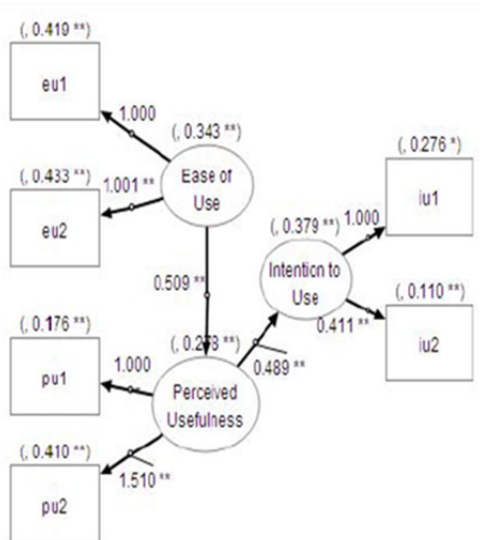 (, 0.419 **)
eu1
1.000
(, 0.343 **)
Ease of
Use
(, 0.433 **)
1.001 **
eu2
(, 0.276 *)
iu1
(, 0.379 **)
1.000
Intention to
Use
0.509 **
(, 0.110 **)
0.411 **
iu2
(, 0.176 **)
pu1
1.000
0.489 **
Perceived
Usefulness
(, 0.410 **)
1.510 **
pu2